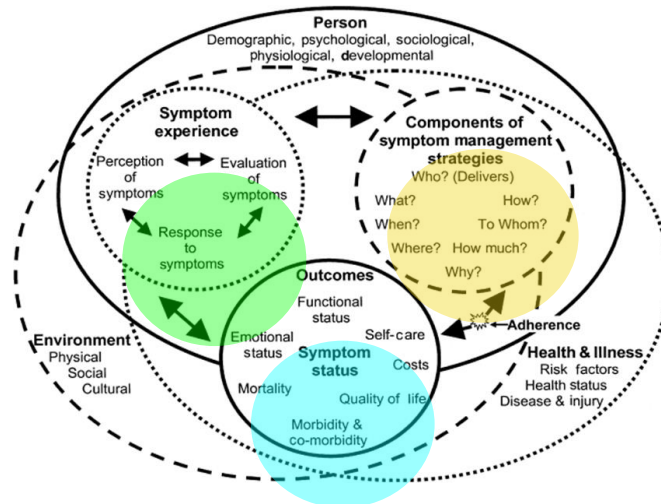 Person
Demographic, psychological, sociological,
physiological, developmental
Symptom
experience
Perception
of
symptoms
Evaluation
of
symptoms
Response
to
symptoms
Components of
symptom management
strategies
Who? (Delivers)
What?
How?
When?
To Whom?
Where?
How much?
Why?
Outcomes
Functional
status
Emotional
status
Self-care
Symptom
status
Costs
Mortality
Quality of life
Morbidity &
co-morbidity
Adherence
Environment
Physical
Social
Cultural
Health & Illness
Risk factors
Health status
Disease & injury